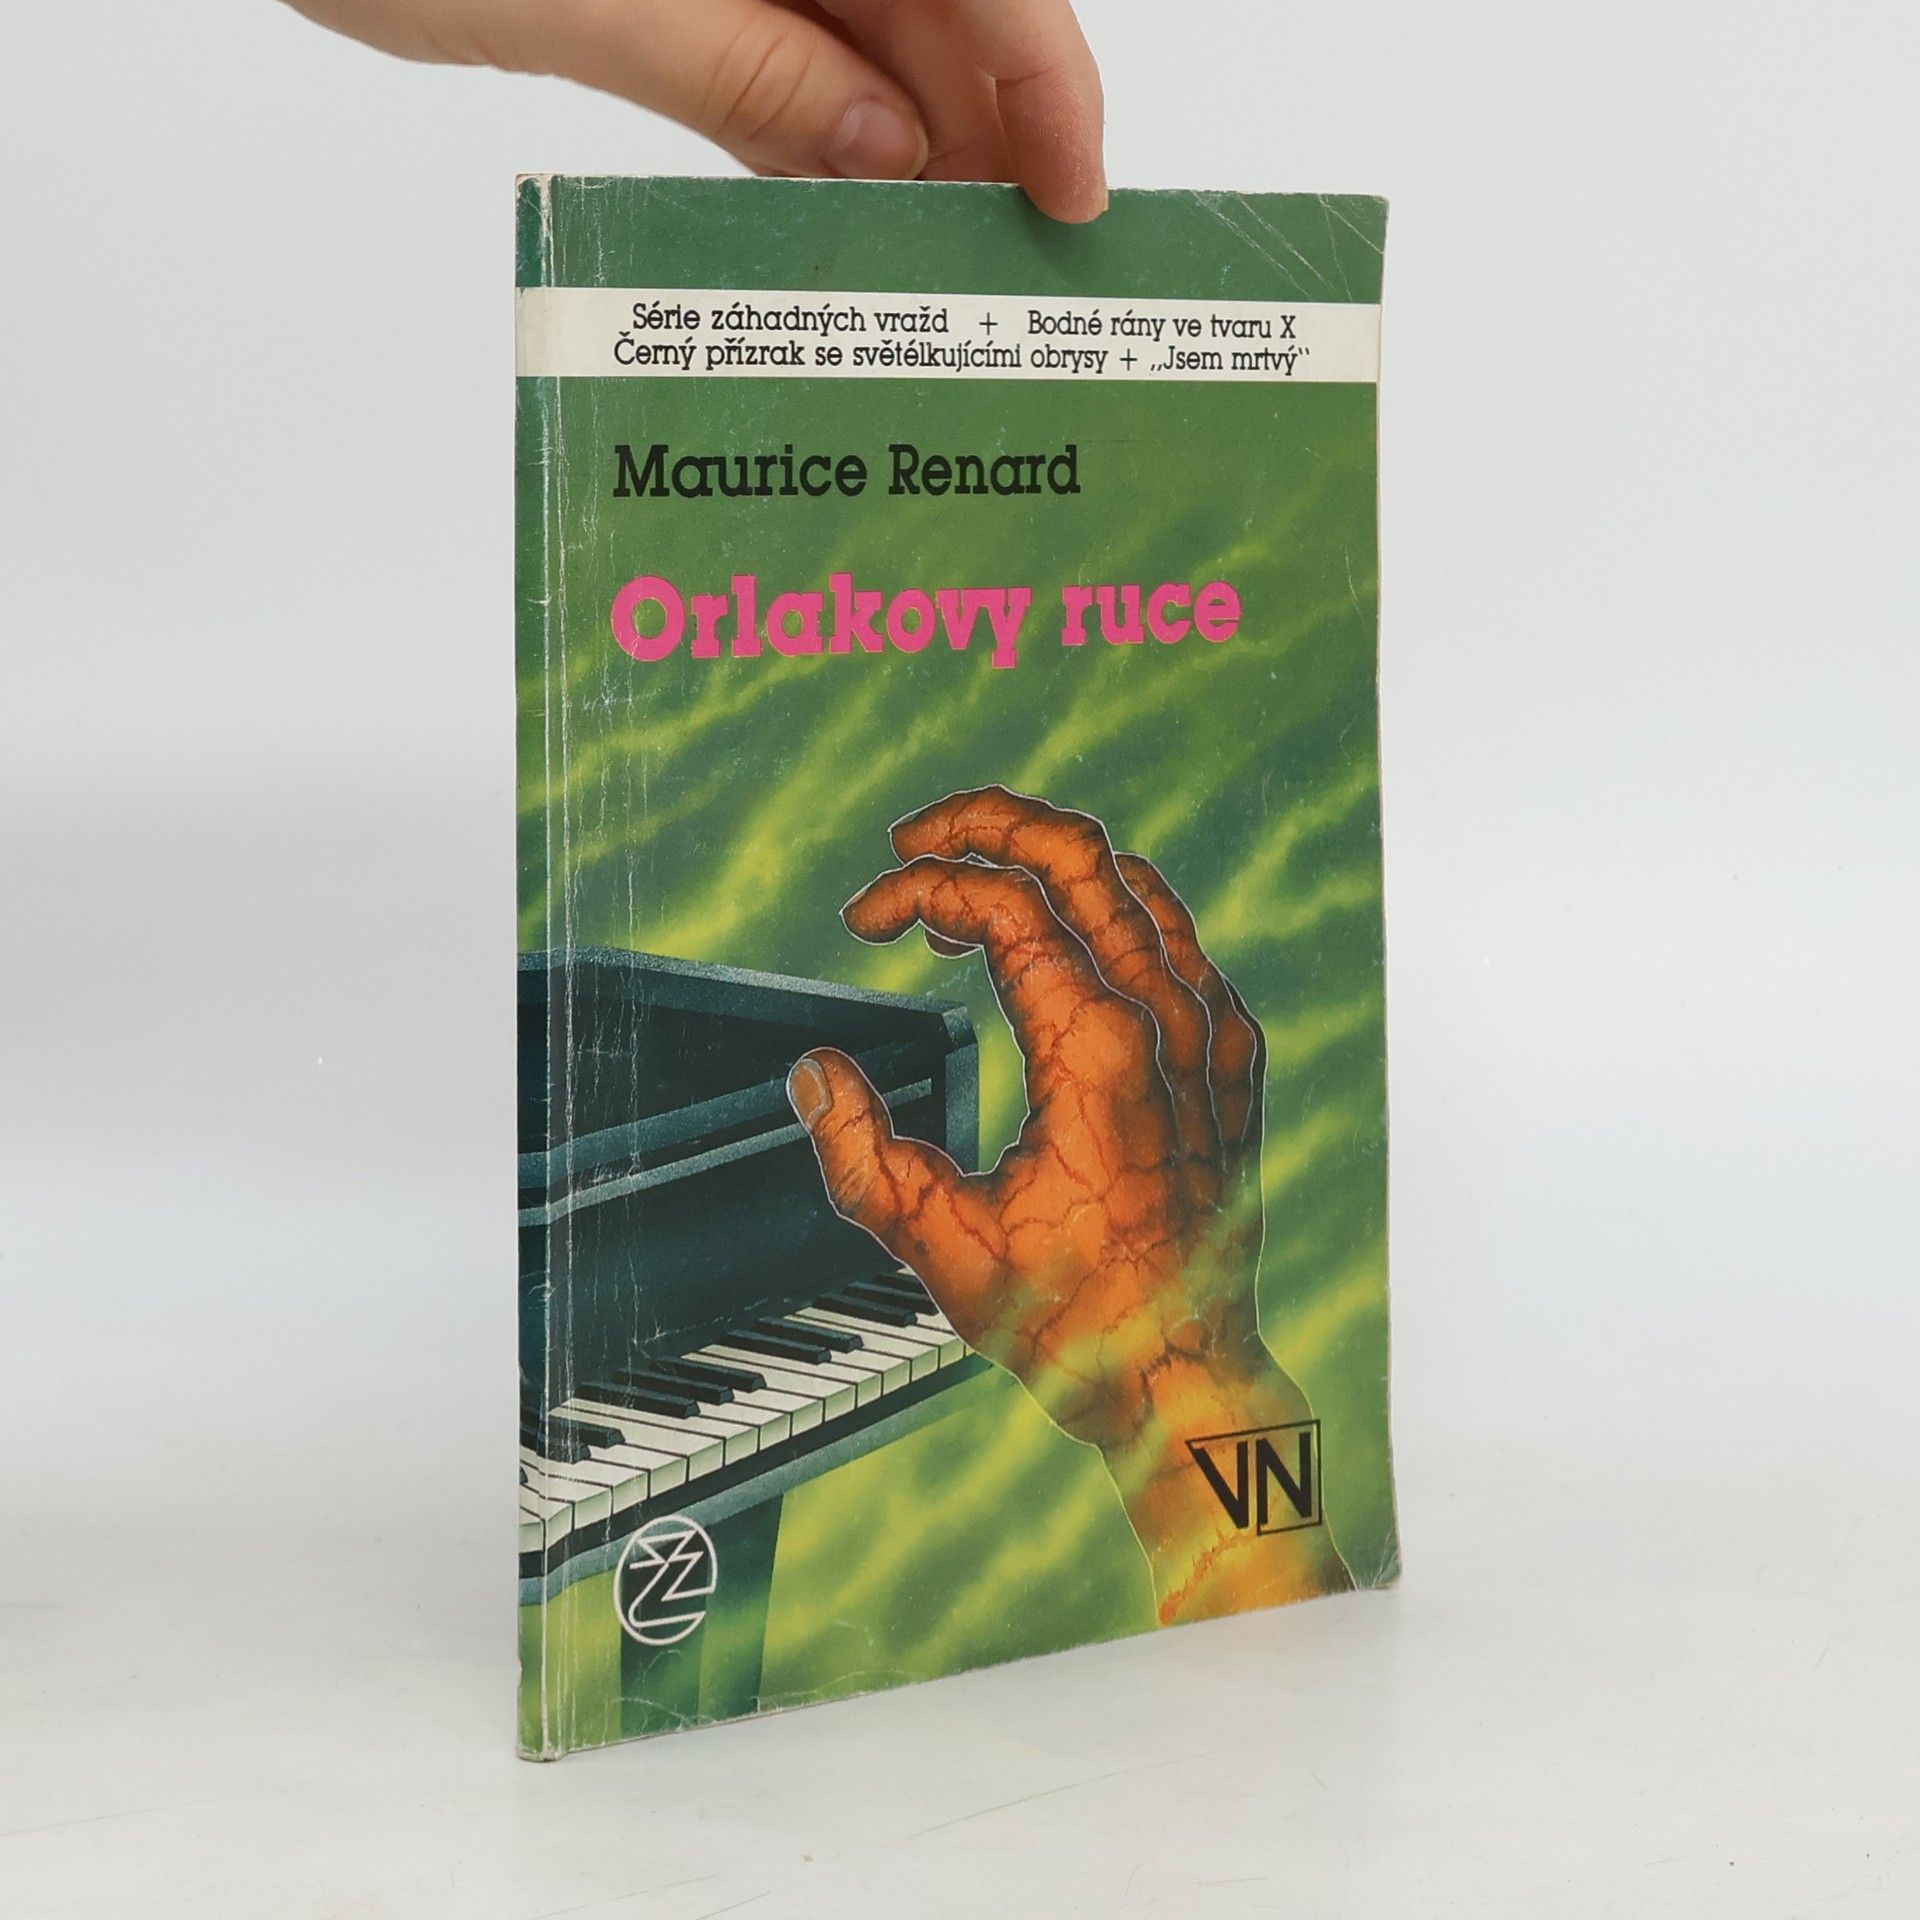 Série záhadných vražd + Bodné rány ve tvaru X
Černý přízrak se světélkujícími obrysy + „Jsem mrtvý"
Maurice Renard
Orlakovy ruce
VN